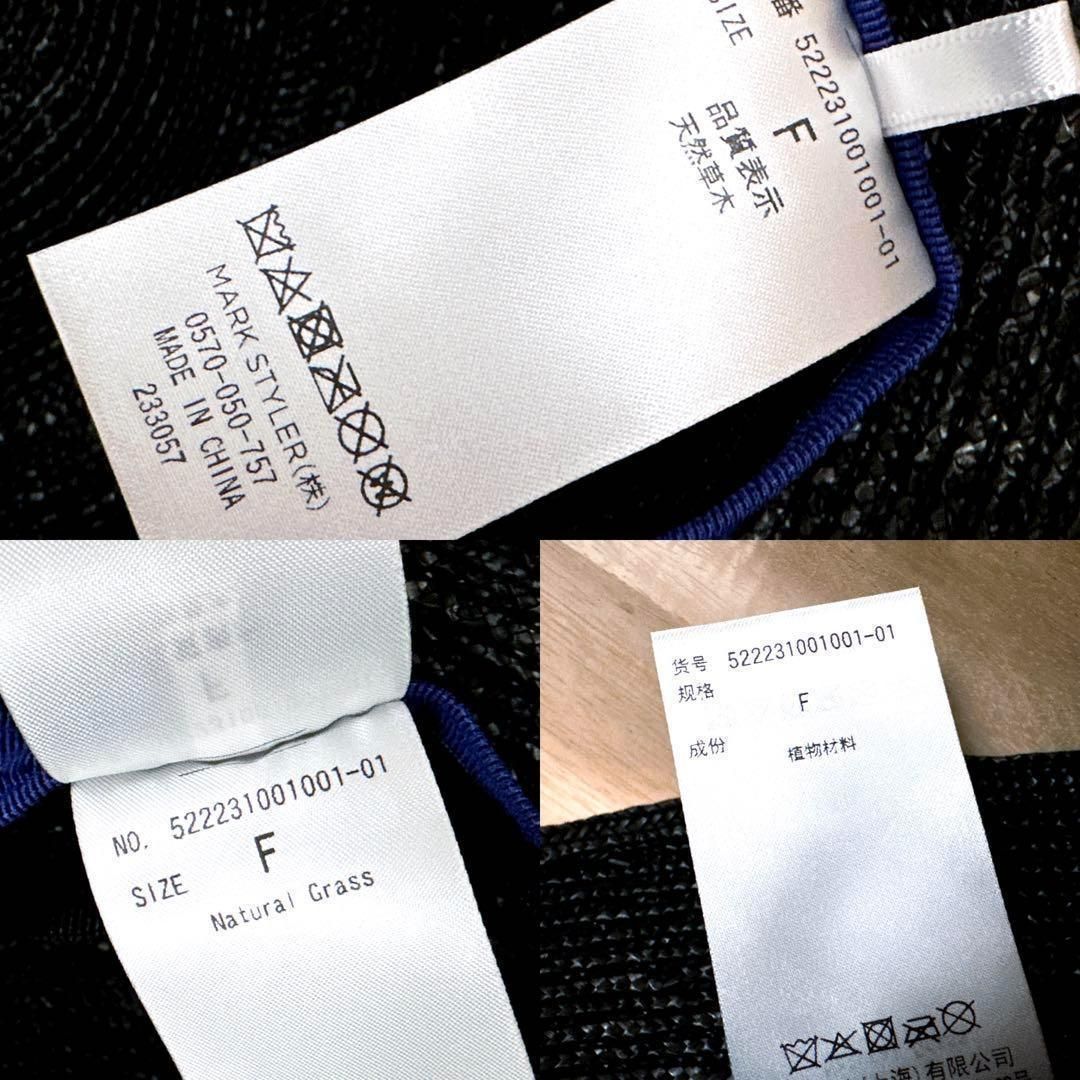 番 522231001001-01
SIZE F
品質表示
天然草木
MARK STYLER(株)
0570-050-757
MADE IN CHINA
233057
NO. 522231001001-01
SIZE F
Natural Grass
货号 522231001001-01
规格 F
成份 植物材料
海)有限公司